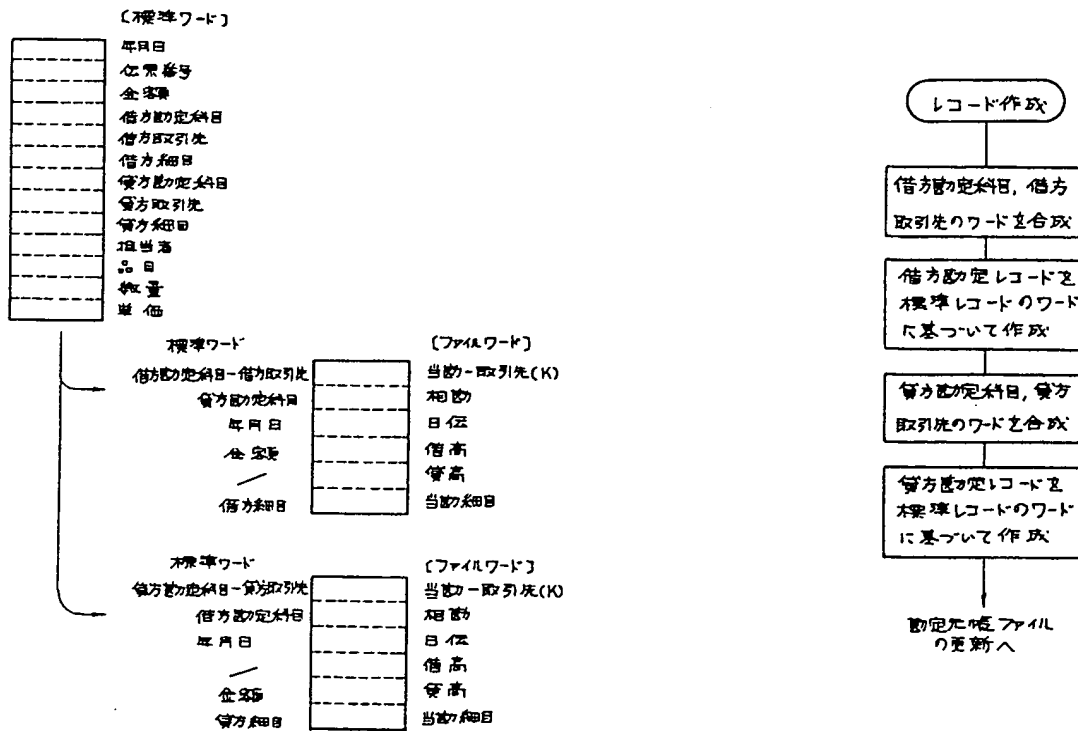 〔標準ワード〕
年月日
伝票番号
金額
借方勘定科目
借方取引先
借方細目
貸方勘定科目
貸方取引先
貸方細目
担当者
品目
数量
単価
標準ワード
〔ファイルワード〕
借方勘定科目-借方取引先
当勘-取引先(K)
貸方勘定科目
相勘
年月日
日伝
金額
借高
／
貸高
借方細目
当勘細目
標準ワード
〔ファイルワード〕
貸方勘定科目-貸方取引先
当勘-取引先(K)
借方勘定科目
相勘
年月日
日伝
／
借高
金額
貸高
貸方細目
当勘細目
レコード作成
借方勘定科目, 借方
取引先のワードを合成
借方勘定レコードを
標準レコードのワード
に基づいて作成
貸方勘定科目, 貸方
取引先のワードを合成
貸方勘定レコードを
標準レコードのワード
に基づいて作成
勘定元帳ファイル
の更新へ